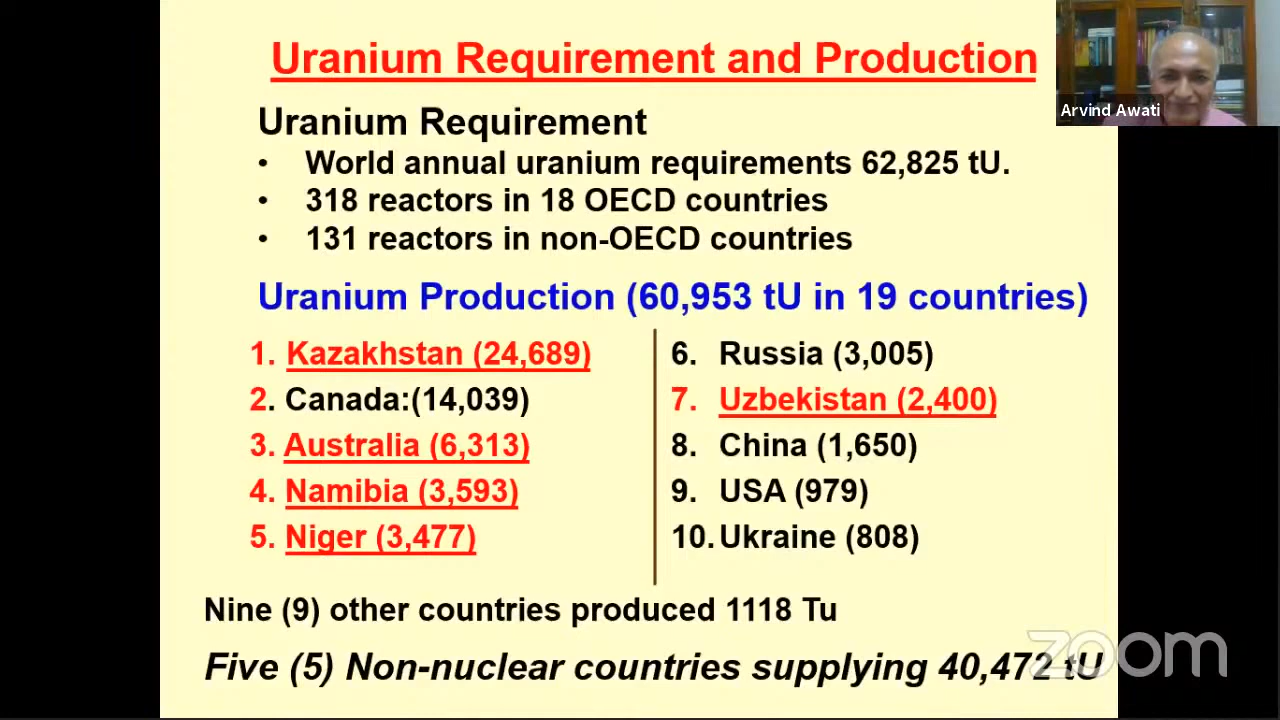 Uranium Requirement and Production
Arvind Awati
Uranium Requirement
• World annual uranium requirements 62,825 tU.
• 318 reactors in 18 OECD countries
• 131 reactors in non-OECD countries
Uranium Production (60,953 tU in 19 countries)
1. Kazakhstan (24,689)
2. Canada:(14,039)
3. Australia (6,313)
4. Namibia (3,593)
5. Niger (3,477)
6. Russia (3,005)
7. Uzbekistan (2,400)
8. China (1,650)
9. USA (979)
10. Ukraine (808)
Nine (9) other countries produced 1118 Tu
Five (5) Non-nuclear countries supplying 40,472 tU
zoom